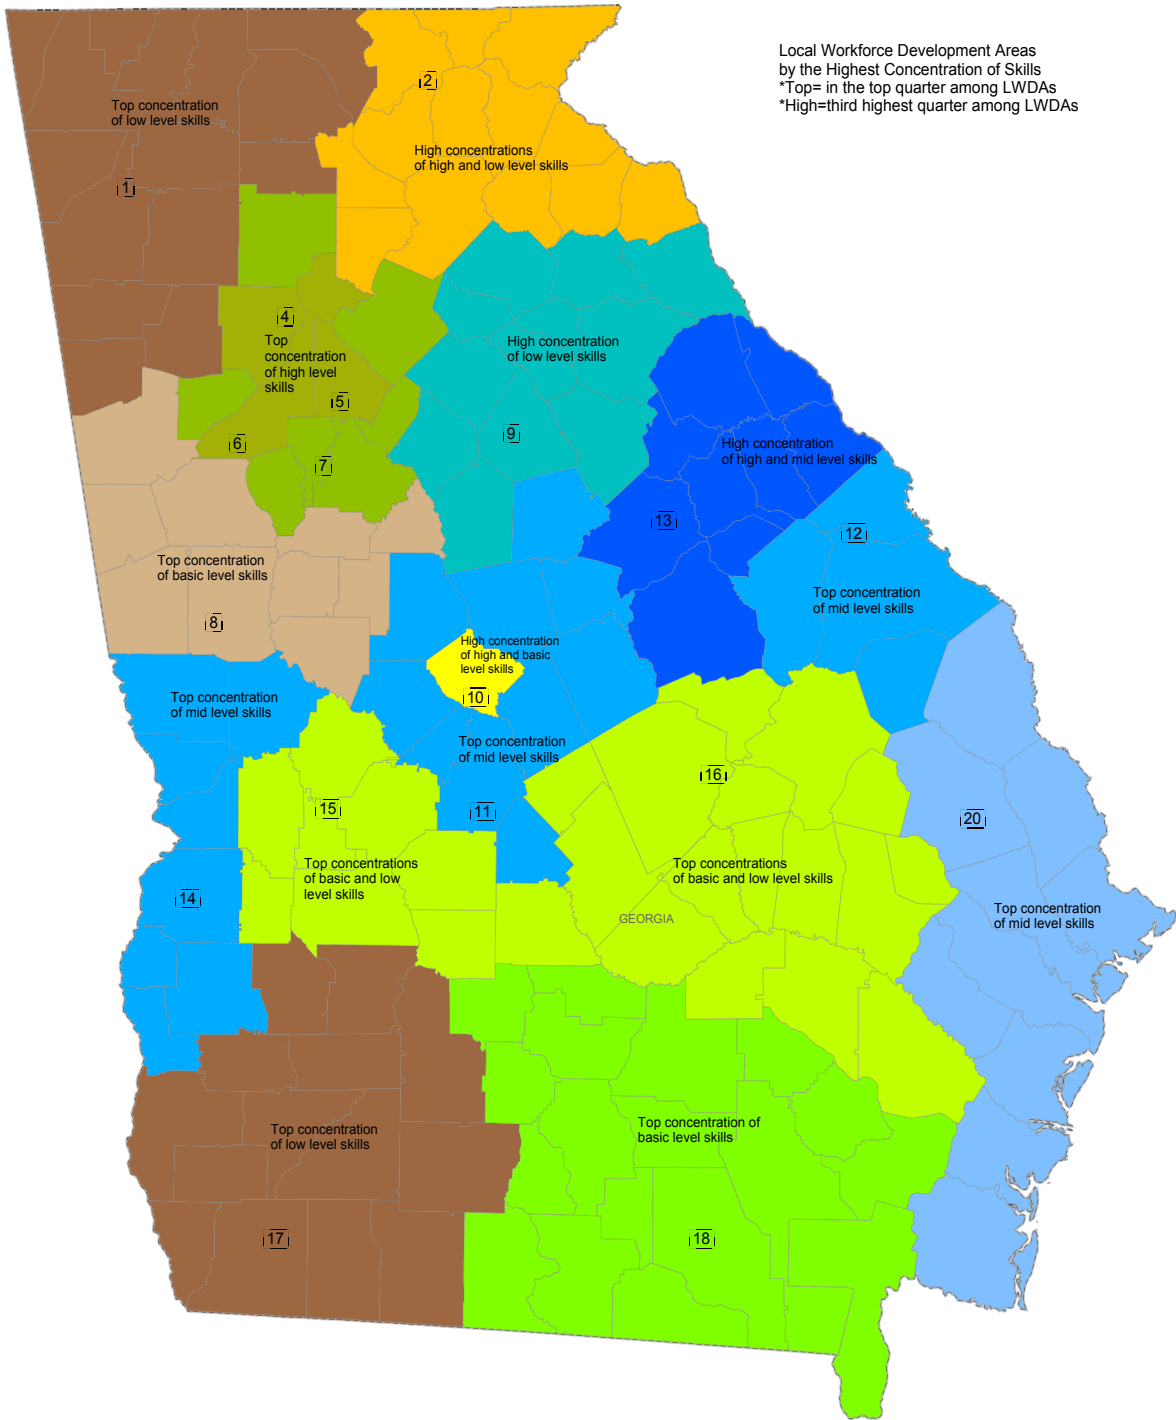 Local Workforce Development Areas
by the Highest Concentration of Skills
*Top= in the top quarter among LWDAs
*High=third highest quarter among LWDAs
2
Top concentration
of low level skills
High concentrations
of high and low level skills
1
4
Top
concentration
of high level
skills
High concentration
of low level skills
5
6
9
7
High concentration
of high and mid level skills
13
12
Top concentration
of basic level skills
8
Top concentration
of mid level skills
High concentration
of high and basic
level skills
10
Top concentration
of mid level skills
Top concentration
of mid level skills
16
15
11
20
Top concentrations
of basic and low
level skills
Top concentrations
of basic and low level skills
14
GEORGIA
Top concentration
of mid level skills
Top concentration
of low level skills
Top concentration of
basic level skills
17
18